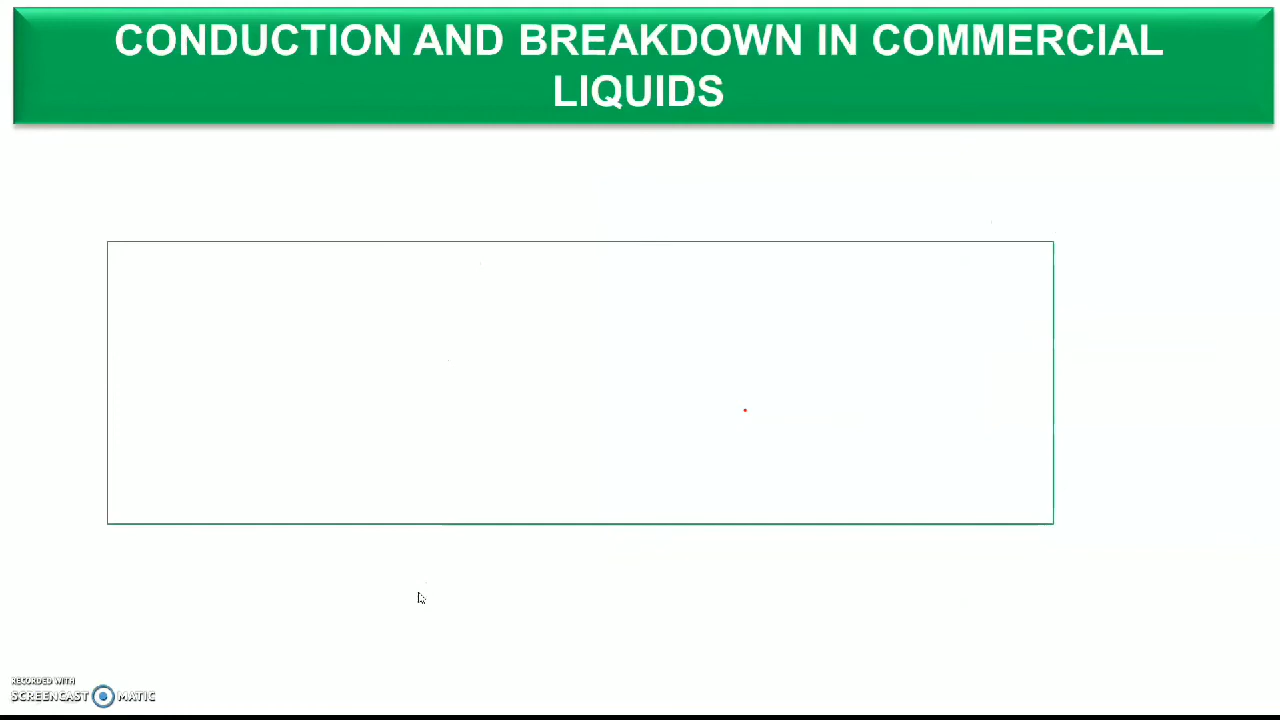 CONDUCTION AND BREAKDOWN IN COMMERCIAL
LIQUIDS
RECORDED WITH
SCREENCAST MATIC